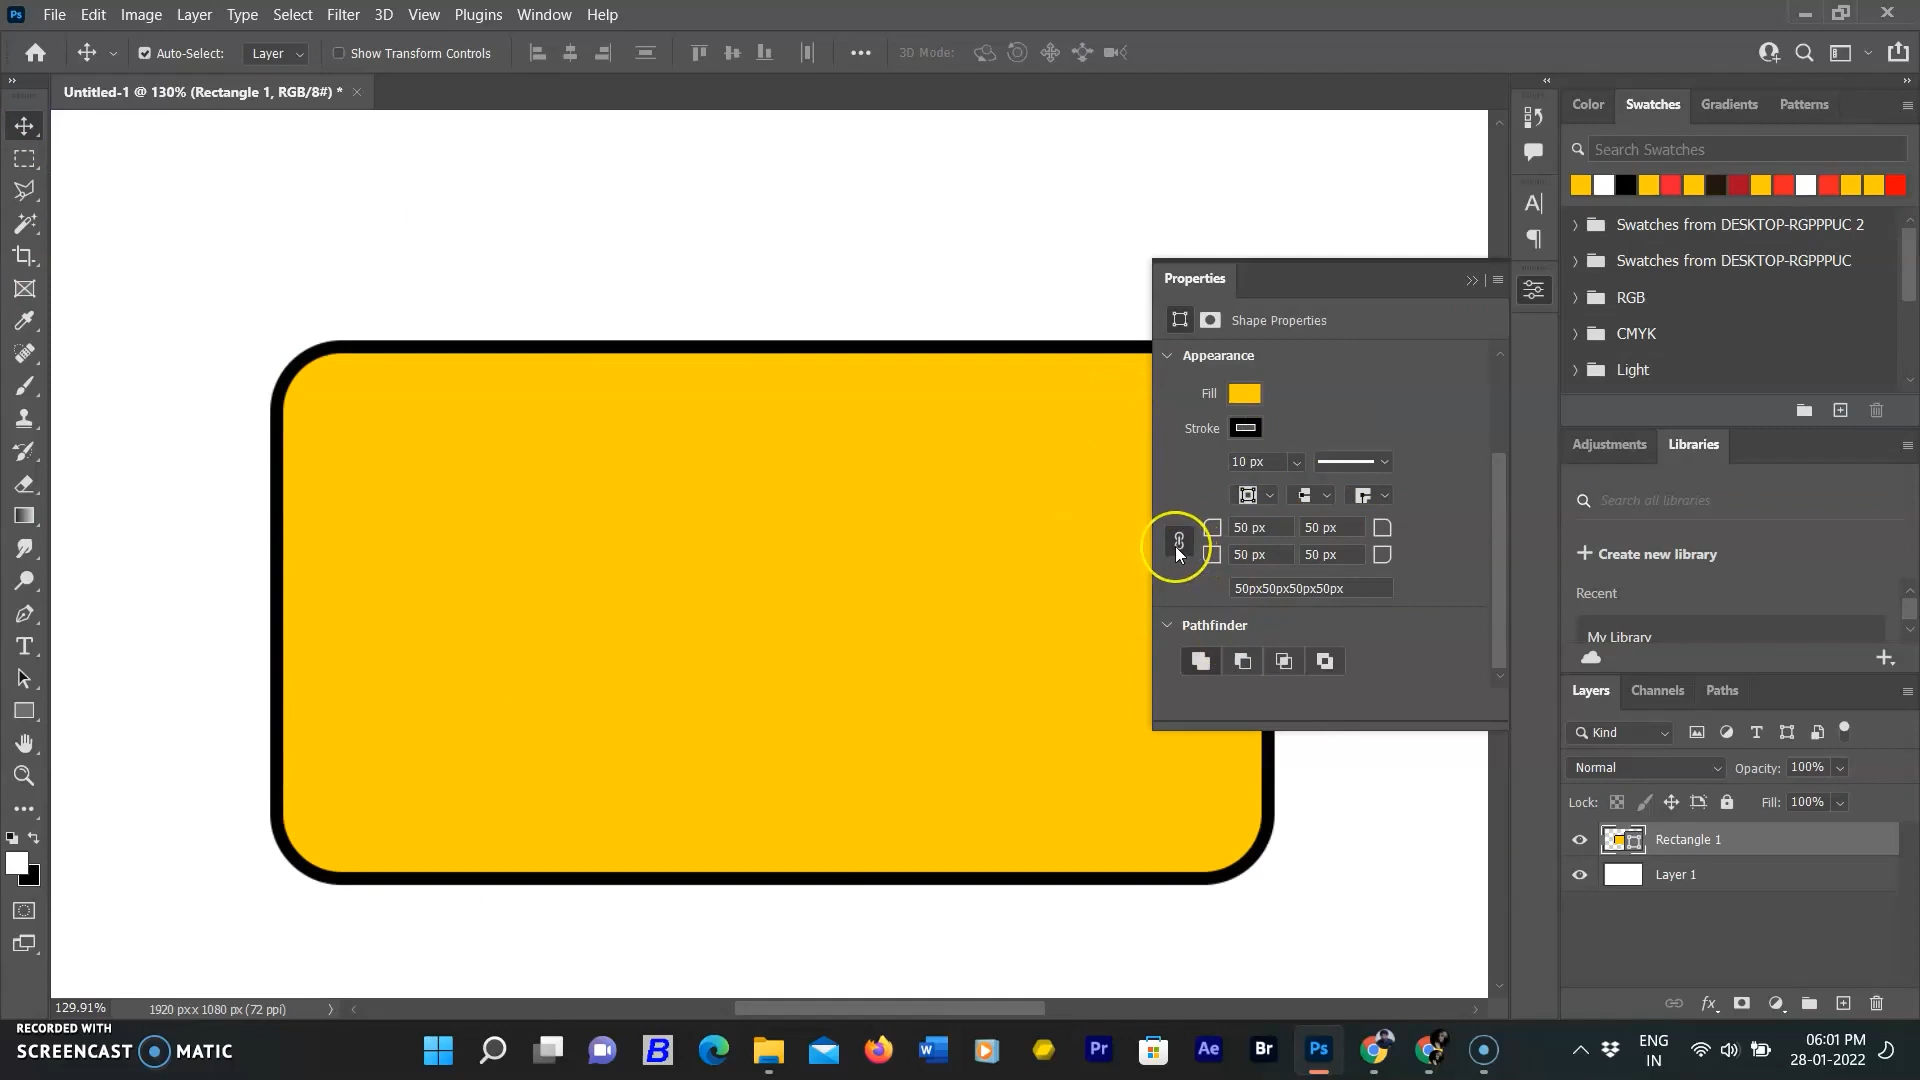 Ps File Edit Image Layer Type Select Filter 3D View Plugins Window Help
Auto-Select: Layer Show Transform Controls 3D Mode:
Untitled-1 @ 130% (Rectangle 1, RGB/8#) *
Color Swatches Gradients Patterns
Search Swatches
Swatches from DESKTOP-RGPPPUC 2
Swatches from DESKTOP-RGPPPUC
RGB
CMYK
Light
Properties
Shape Properties
Appearance
Fill
Stroke
10 px
50 px 50 px
50 px 50 px
50px50px50px50px
Pathfinder
Adjustments Libraries
Search all libraries
Create new library
Recent
My Library
Layers Channels Paths
Kind
Normal Opacity: 100%
Lock: Fill: 100%
Rectangle 1
Layer 1
129.91% 1920 px x 1080 px (72 ppi)
RECORDED WITH
SCREENCAST MATIC
B W Pr Ae Br Ps
ENG
IN
06:01 PM
28-01-2022